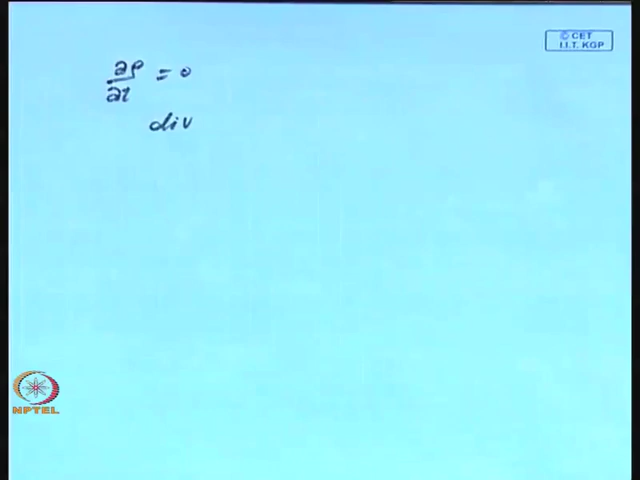 © CET
I.I.T. KGP
∂ρ/∂t = 0
div
NPTEL